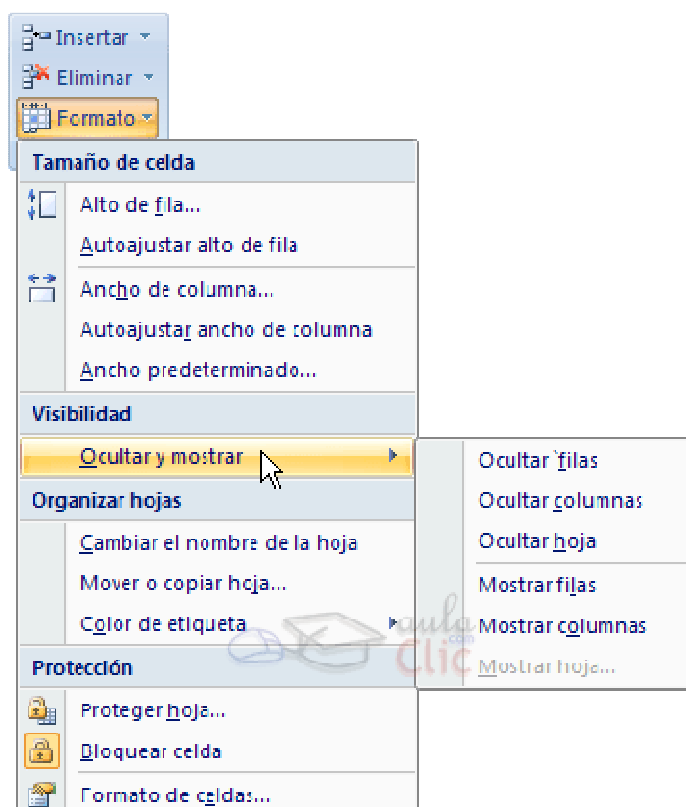 Insertar
Eliminar
Formato
Tamaño de celda
Alto de fila...
Autoajustar alto de fila
Ancho de columna...
Autoajustar ancho de columna
Ancho predeterminado...
Visibilidad
Ocultar y mostrar
Ocultar filas
Ocultar columnas
Ocultar hoja
Mostrar filas
Mostrar columnas
Mostrar hoja...
Organizar hojas
Cambiar el nombre de la hoja
Mover o copiar hoja...
Color de etiqueta
aula
Clic
.com
Protección
Proteger hoja...
Bloquear celda
Formato de celdas...